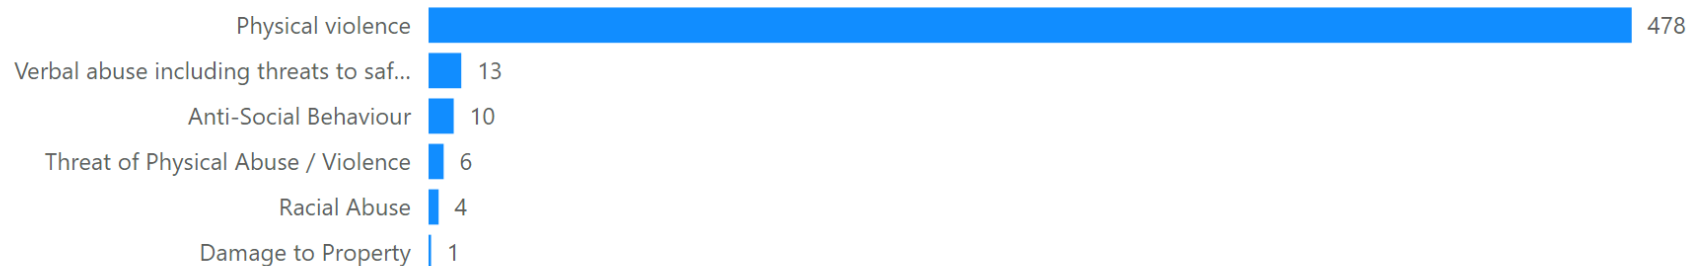 Physical violence 478
Verbal abuse including threats to saf... 13
Anti-Social Behaviour 10
Threat of Physical Abuse / Violence 6
Racial Abuse 4
Damage to Property 1